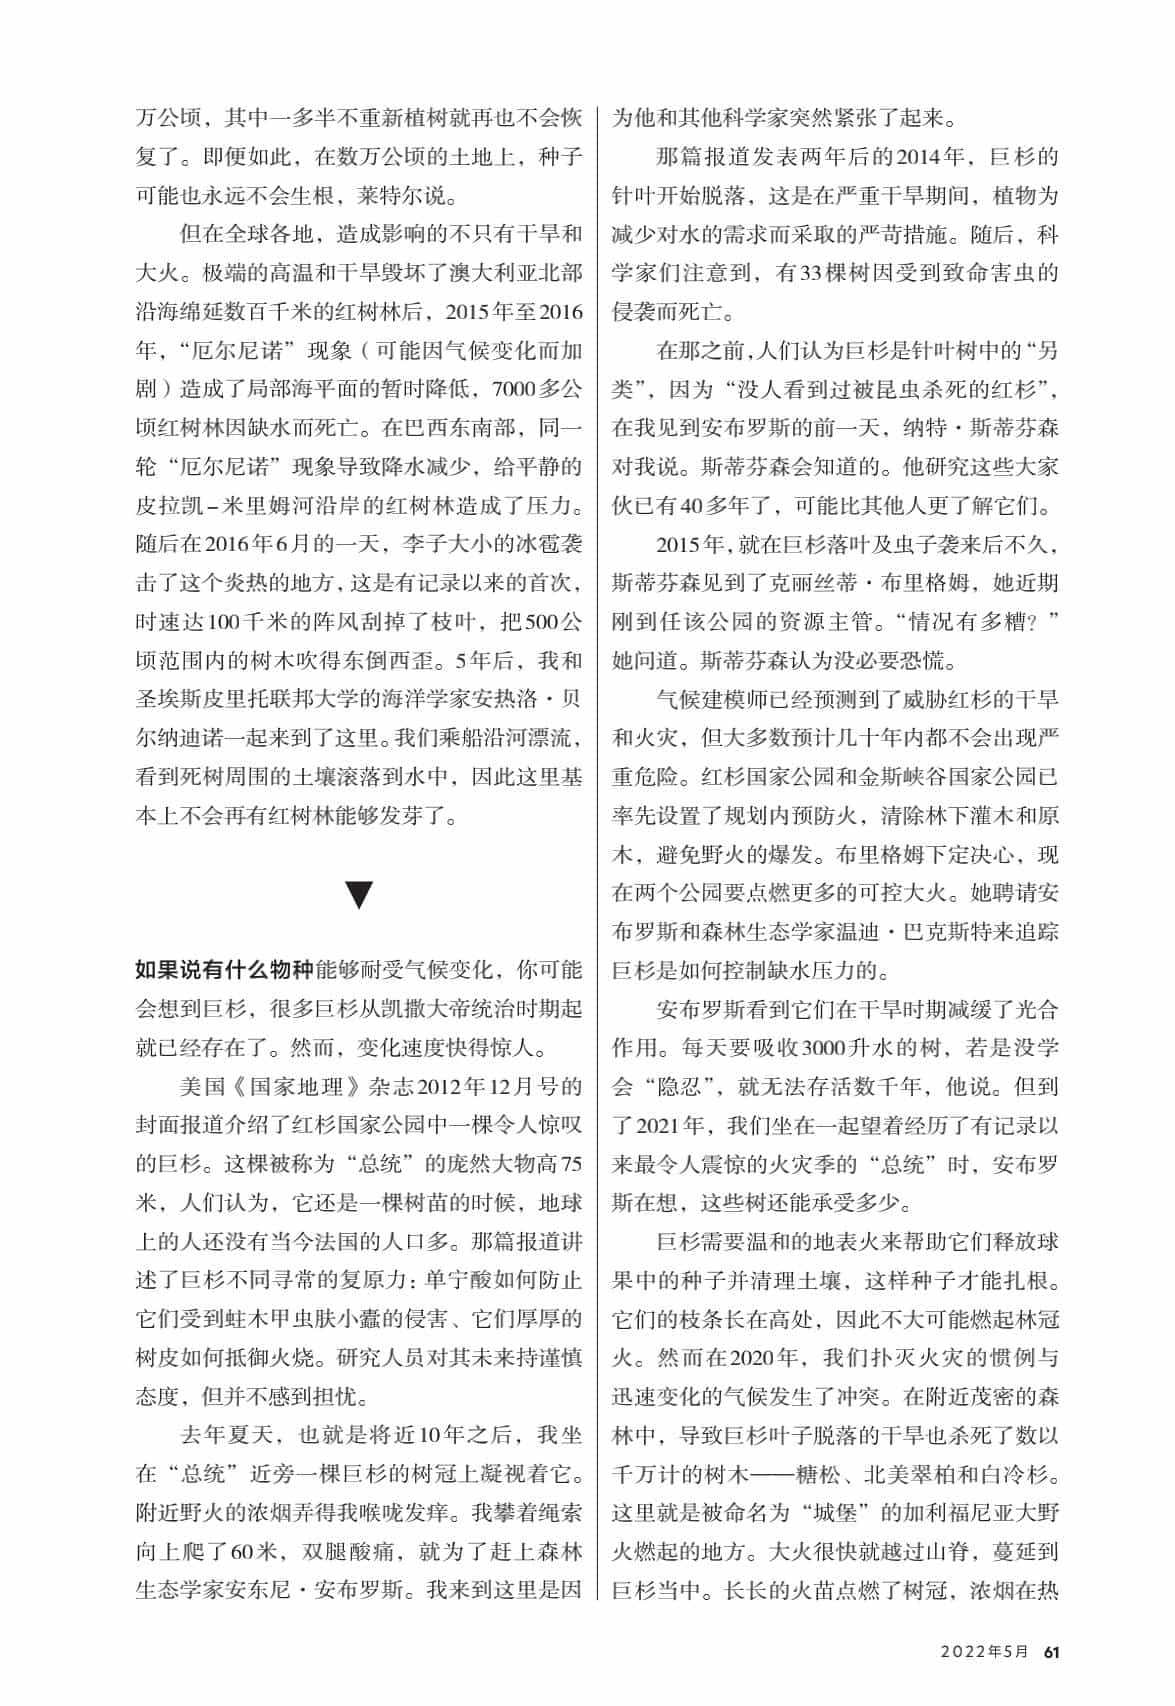 万公顷，其中一多半不重新植树就再也不会恢
复了。即便如此，在数万公顷的土地上，种子
可能也永远不会生根，莱特尔说。
但在全球各地，造成影响的不只有干旱和
大火。极端的高温和干旱毁坏了澳大利亚北部
沿海绵延数百千米的红树林后，2015年至2016
年，“厄尔尼诺”现象（可能因气候变化而加
剧）造成了局部海平面的暂时降低，7000多公
顷红树林因缺水而死亡。在巴西东南部，同一
轮“厄尔尼诺”现象导致降水减少，给平静的
皮拉凯–米里姆河沿岸的红树林造成了压力。
随后在2016年6月的一天，李子大小的冰雹袭
击了这个炎热的地方，这是有记录以来的首次，
时速达100千米的阵风刮掉了枝叶，把500公
顷范围内的树木吹得东倒西歪。5年后，我和
圣埃斯皮里托联邦大学的海洋学家安热洛·贝
尔纳迪诺一起来到了这里。我们乘船沿河漂流，
看到死树周围的土壤滚落到水中，因此这里基
本上不会再有红树林能够发芽了。
▼
如果说有什么物种能够耐受气候变化，你可能
会想到巨杉，很多巨杉从凯撒大帝统治时期起
就已经存在了。然而，变化速度快得惊人。
美国《国家地理》杂志2012年12月号的
封面报道介绍了红杉国家公园中一棵令人惊叹
的巨杉。这棵被称为“总统”的庞然大物高75
米，人们认为，它还是一棵树苗的时候，地球
上的人还没有当今法国的人口多。那篇报道讲
述了巨杉不同寻常的复原力：单宁酸如何防止
它们受到蛀木甲虫肤小蠹的侵害、它们厚厚的
树皮如何抵御火烧。研究人员对其未来持谨慎
态度，但并不感到担忧。
去年夏天，也就是将近10年之后，我坐
在“总统”近旁一棵巨杉的树冠上凝视着它。
附近野火的浓烟弄得我喉咙发痒。我攀着绳索
向上爬了60米，双腿酸痛，就为了赶上森林
生态学家安东尼·安布罗斯。我来到这里是因
为他和其他科学家突然紧张了起来。
那篇报道发表两年后的2014年，巨杉的
针叶开始脱落，这是在严重干旱期间，植物为
减少对水的需求而采取的严苛措施。随后，科
学家们注意到，有33棵树因受到致命害虫的
侵袭而死亡。
在那之前，人们认为巨杉是针叶树中的“另
类”，因为“没人看到过被昆虫杀死的红杉”，
在我见到安布罗斯的前一天，纳特·斯蒂芬森
对我说。斯蒂芬森会知道的。他研究这些大家
伙已有40多年了，可能比其他人更了解它们。
2015年，就在巨杉落叶及虫子袭来后不久，
斯蒂芬森见到了克丽丝蒂·布里格姆，她近期
刚到任该公园的资源主管。“情况有多糟？”
她问道。斯蒂芬森认为没必要恐慌。
气候建模师已经预测到了威胁红杉的干旱
和火灾，但大多数预计几十年内都不会出现严
重危险。红杉国家公园和金斯峡谷国家公园已
率先设置了规划内预防火，清除林下灌木和原
木，避免野火的爆发。布里格姆下定决心，现
在两个公园要点燃更多的可控大火。她聘请安
布罗斯和森林生态学家温迪·巴克斯特来追踪
巨杉是如何控制缺水压力的。
安布罗斯看到它们在干旱时期减缓了光合
作用。每天要吸收3000升水的树，若是没学
会“隐忍”，就无法存活数千年，他说。但到
了2021年，我们坐在一起望着经历了有记录以
来最令人震惊的火灾季的“总统”时，安布罗
斯在想，这些树还能承受多少。
巨杉需要温和的地表火来帮助它们释放球
果中的种子并清理土壤，这样种子才能扎根。
它们的枝条长在高处，因此不大可能燃起林冠
火。然而在2020年，我们扑灭火灾的惯例与
迅速变化的气候发生了冲突。在附近茂密的森
林中，导致巨杉叶子脱落的干旱也杀死了数以
千万计的树木——糖松、北美翠柏和白冷杉。
这里就是被命名为“城堡”的加利福尼亚大野
火燃起的地方。大火很快就越过山脊，蔓延到
巨杉当中。长长的火苗点燃了树冠，浓烟在热
2022年5月 61